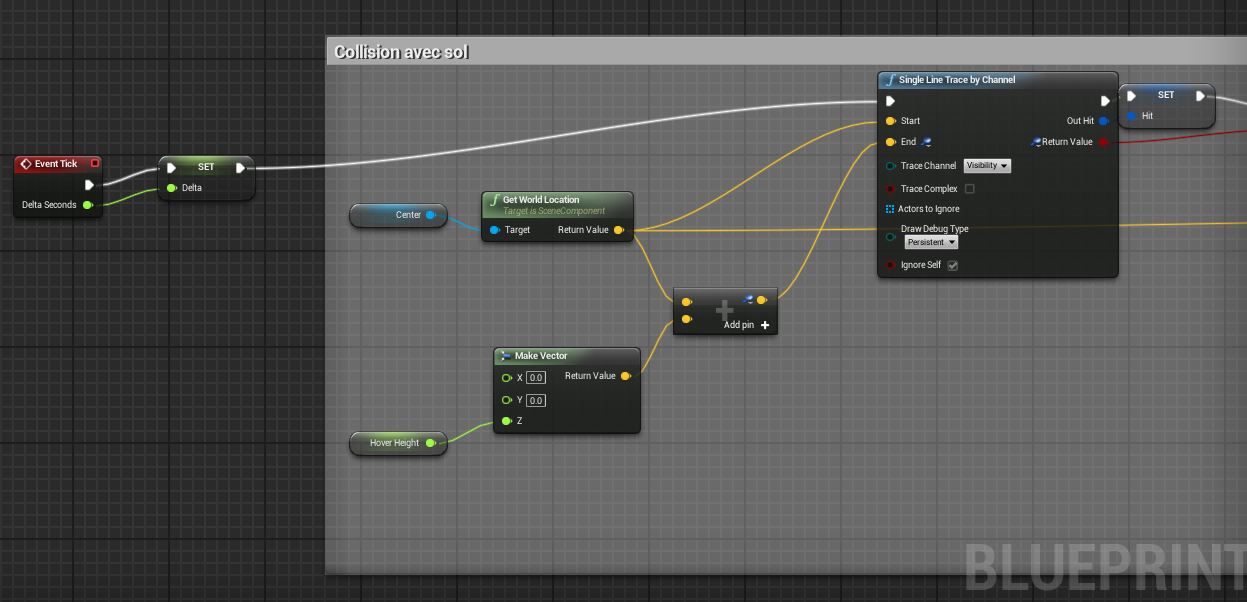 Collision avec sol
Event Tick
Delta Seconds
SET
Delta
Center
Get World Location
Target is SceneComponent
Target
Return Value
Add pin
Make Vector
X 0.0
Return Value
Y 0.0
Z
Hover Height
Single Line Trace by Channel
Start
Out Hit
End
Return Value
Trace Channel Visibility
Trace Complex
Actors to Ignore
Draw Debug Type
Persistent
Ignore Self
SET
Hit
BLUEPRINT